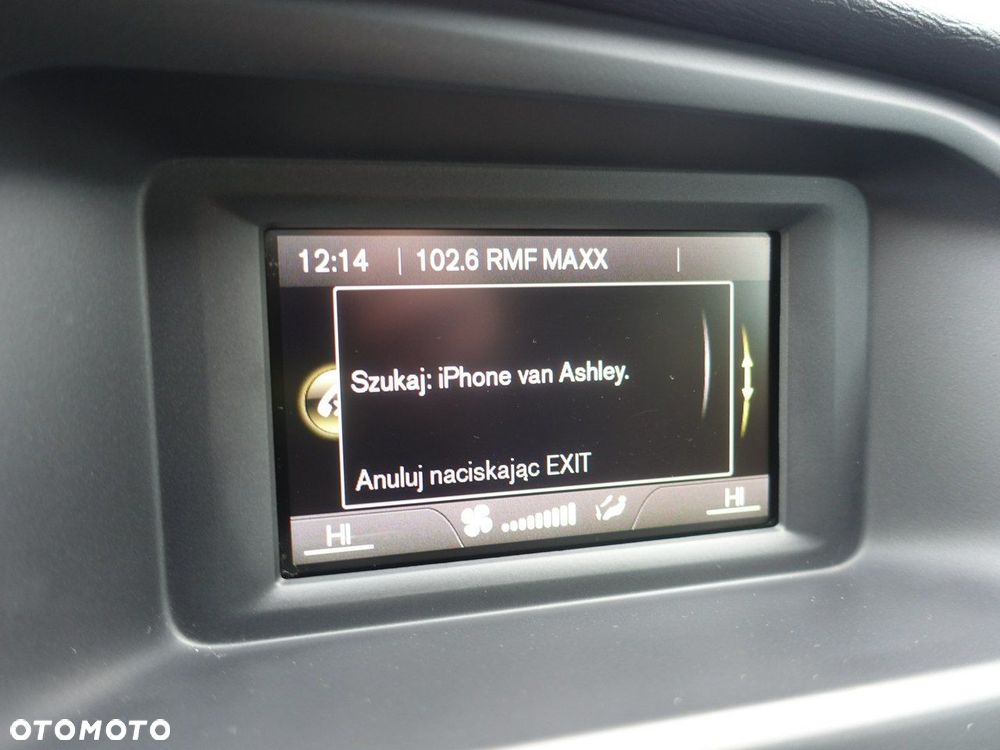 12:14 | 102.6 RMF MAXX |
Szukaj: iPhone van Ashley.
Anuluj naciskając EXIT
HI HI
OTOMOTO